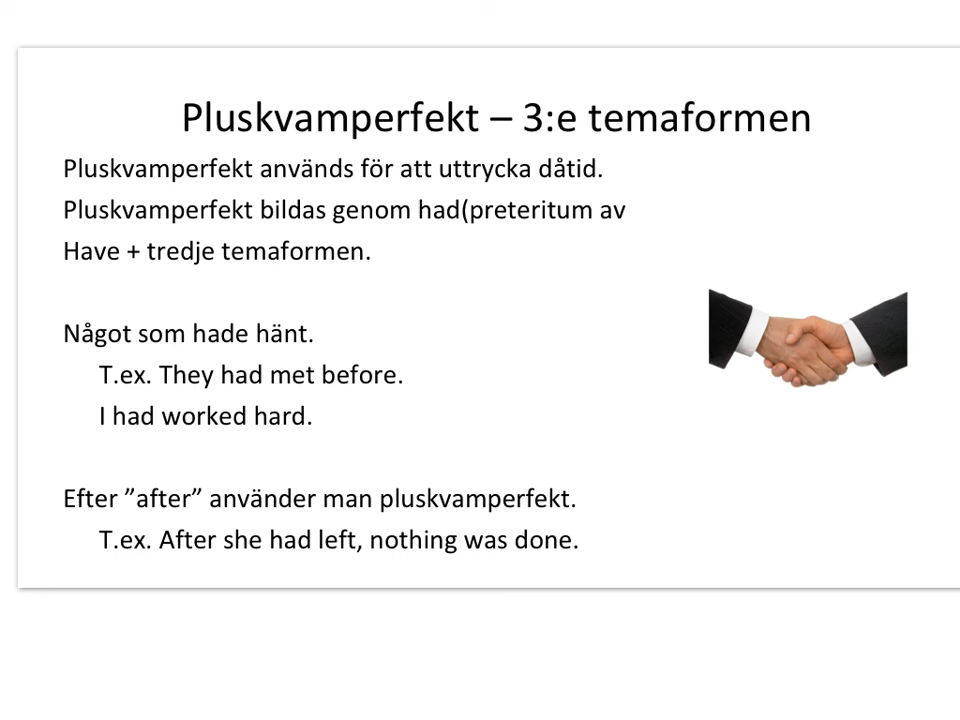 Pluskvamperfekt – 3:e temaformen
Pluskvamperfekt används för att uttrycka dåtid.
Pluskvamperfekt bildas genom had(preteritum av
Have + tredje temaformen.
Något som hade hänt.
T.ex. They had met before.
I had worked hard.
Efter ”after” använder man pluskvamperfekt.
T.ex. After she had left, nothing was done.